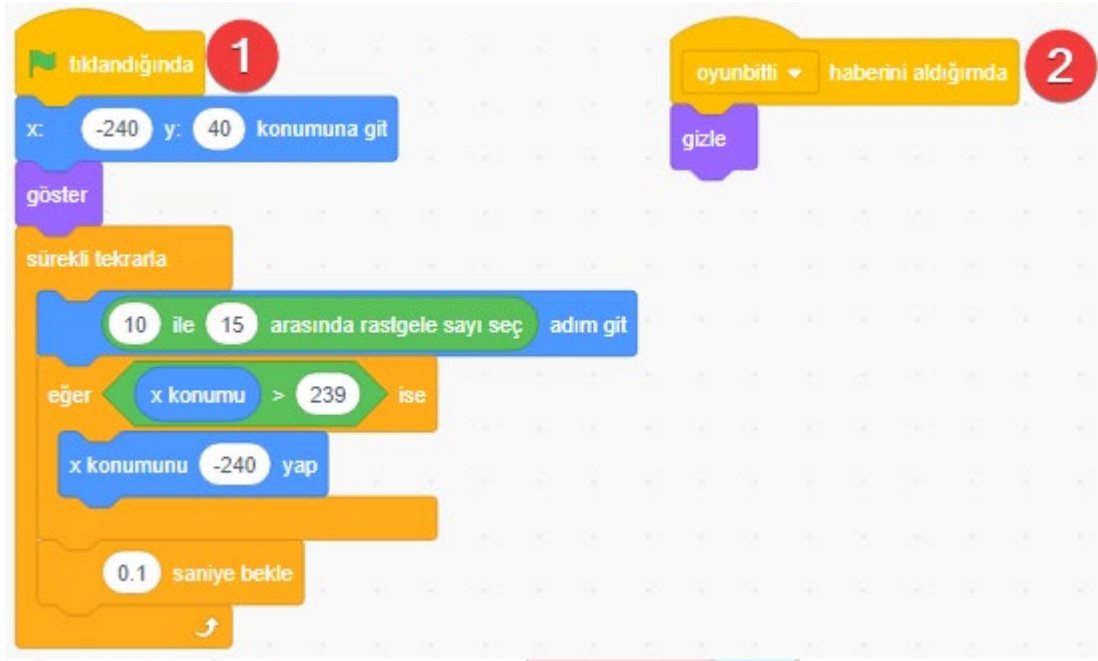 tıklandığında 1
x: -240 y: 40 konumuna git
göster
sürekli tekrarla
10 ile 15 arasında rastgele sayı seç adım git
eğer x konumu > 239 ise
x konumunu -240 yap
0.1 saniye bekle
oyunbitti haberini aldığımda 2
gizle